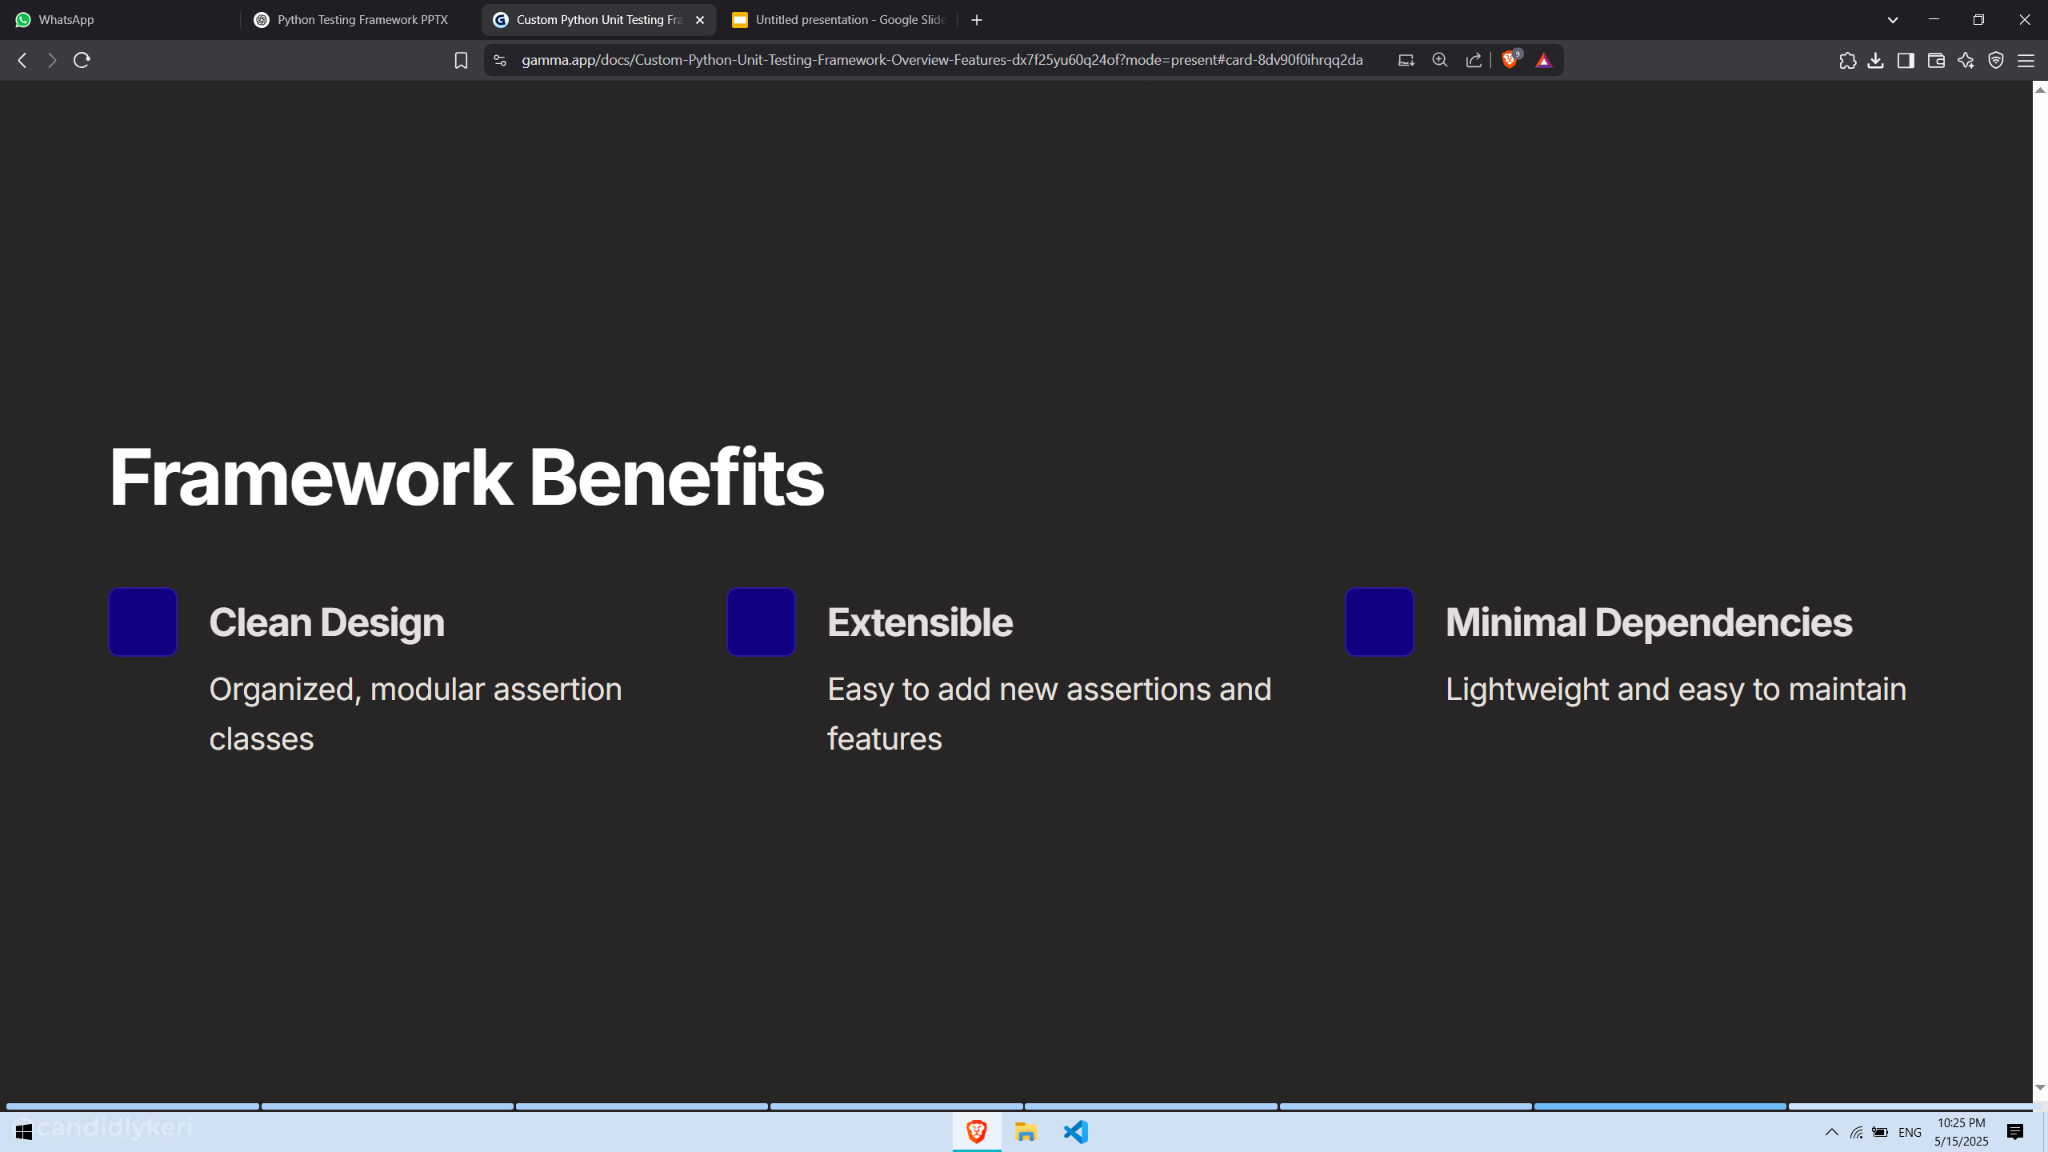 WhatsApp
Python Testing Framework PPTX
Custom Python Unit Testing Fra
Untitled presentation - Google Slide
gamma.app/docs/Custom-Python-Unit-Testing-Framework-Overview-Features-dx7f25yu60q24of?mode=present#card-8dv90f0ihrqq2da
9
Framework Benefits
Clean Design
Organized, modular assertion
classes
Extensible
Easy to add new assertions and
features
Minimal Dependencies
Lightweight and easy to maintain
candidlykeri
ENG
10:25 PM
5/15/2025